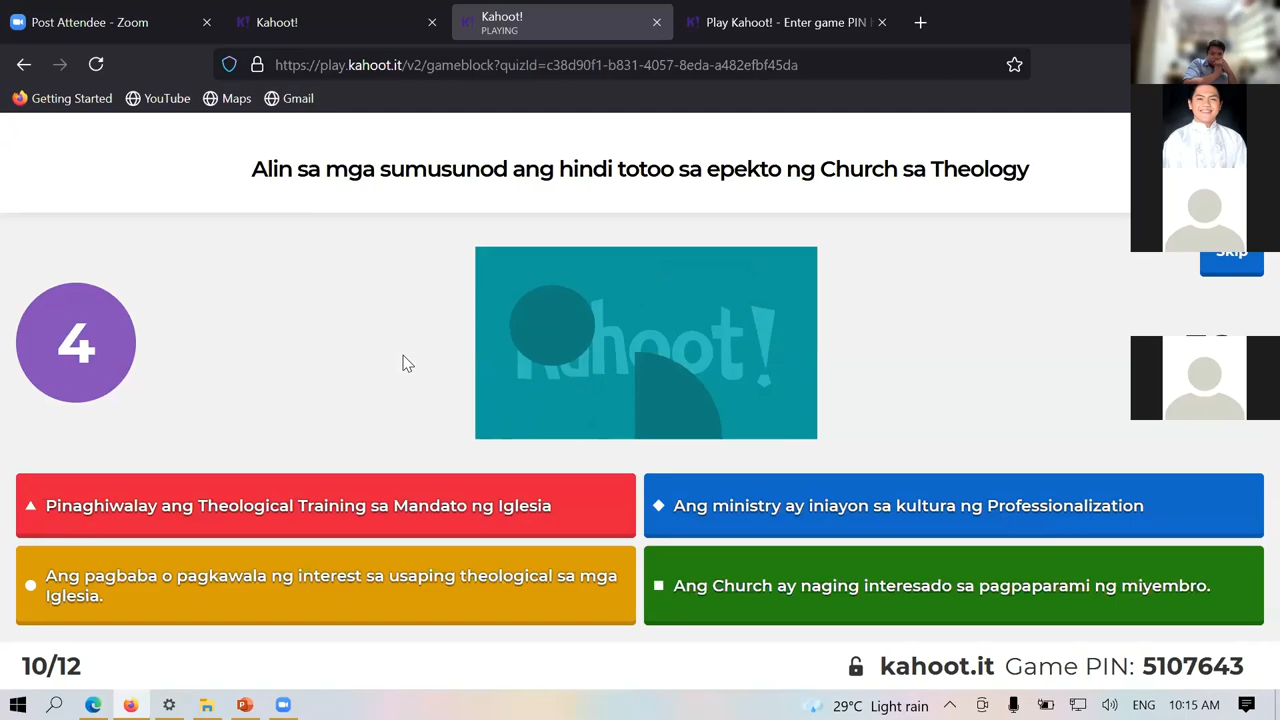 Post Attendee - Zoom
Kahoot!
Kahoot!
PLAYING
Play Kahoot! - Enter game PIN
https://play.kahoot.it/v2/gameblock?quizId=c38d90f1-b831-4057-8eda-a482efbf45da
Getting Started
YouTube
Maps
Gmail
Alin sa mga sumusunod ang hindi totoo sa epekto ng Church sa Theology
Skip
4
Kahoot!
Pinaghiwalay ang Theological Training sa Mandato ng Iglesia
Ang ministry ay iniayon sa kultura ng Professionalization
Ang pagbaba o pagkawala ng interest sa usaping theological sa mga
Iglesia.
Ang Church ay naging interesado sa pagpaparami ng miyembro.
10/12
kahoot.it Game PIN: 5107643
29°C Light rain
ENG
10:15 AM